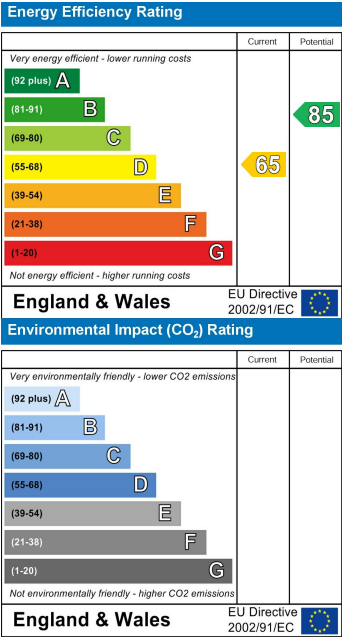 Energy Efficiency Rating
Current Potential
Very energy efficient - lower running costs
(92 plus) A
(81-91) B
85
(69-80) C
(55-68) D
65
(39-54) E
(21-38) F
(1-20) G
Not energy efficient - higher running costs
England & Wales
EU Directive
2002/91/EC
Environmental Impact (CO₂) Rating
Current Potential
Very environmentally friendly - lower CO2 emissions
(92 plus) A
(81-91) B
(69-80) C
(55-68) D
(39-54) E
(21-38) F
(1-20) G
Not environmentally friendly - higher CO2 emissions
England & Wales
EU Directive
2002/91/EC